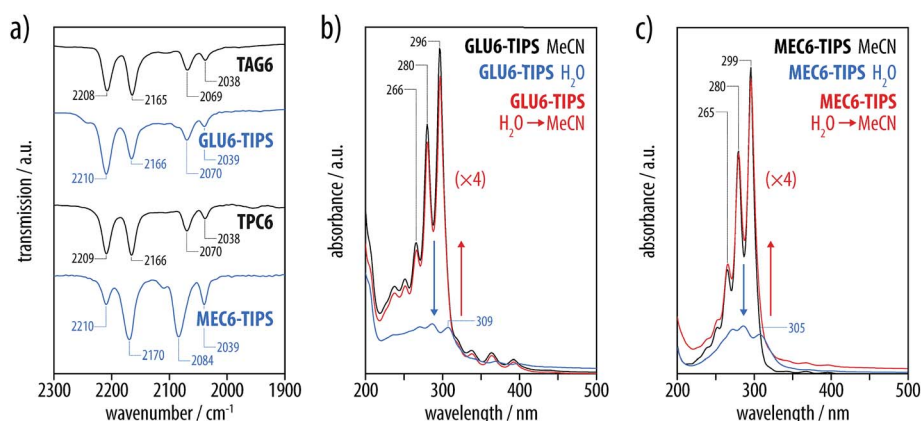 a)
TAG6
2208
2165
2069
2038
GLU6-TIPS
2210
2166
2070
2039
TPC6
2209
2166
2070
2038
MEC6-TIPS
2210
2170
2084
2039
transmission / a.u.
2300 2200 2100 2000 1900
wavenumber / cm⁻¹
b)
GLU6-TIPS MeCN
GLU6-TIPS H₂O
GLU6-TIPS
H₂O → MeCN
296
280
266
(×4)
309
absorbance / a.u.
200 300 400 500
wavelength / nm
c)
MEC6-TIPS MeCN
MEC6-TIPS H₂O
MEC6-TIPS
H₂O → MeCN
299
280
265
(×4)
305
absorbance / a.u.
200 300 400 500
wavelength / nm